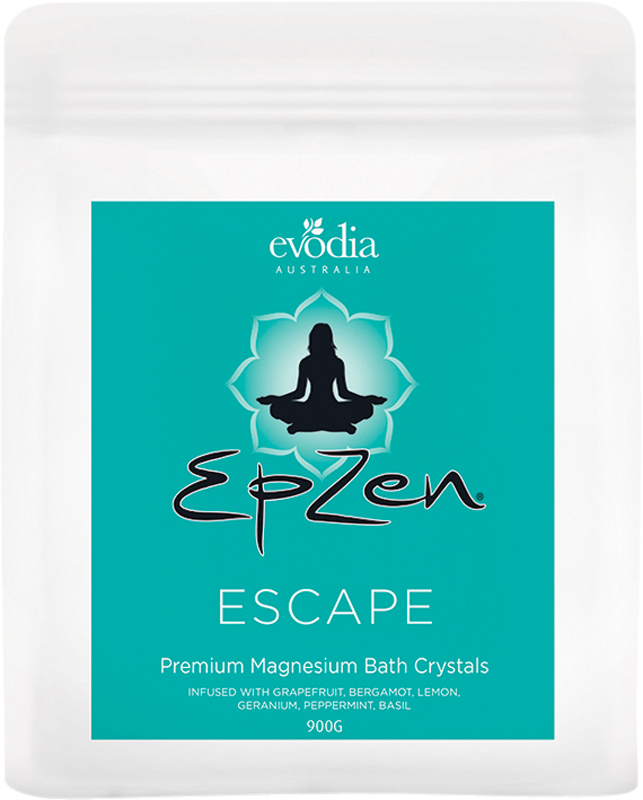 evodia
AUSTRALIA
EpZen®
ESCAPE
Premium Magnesium Bath Crystals
INFUSED WITH GRAPEFRUIT, BERGAMOT, LEMON,
GERANIUM, PEPPERMINT, BASIL
900G